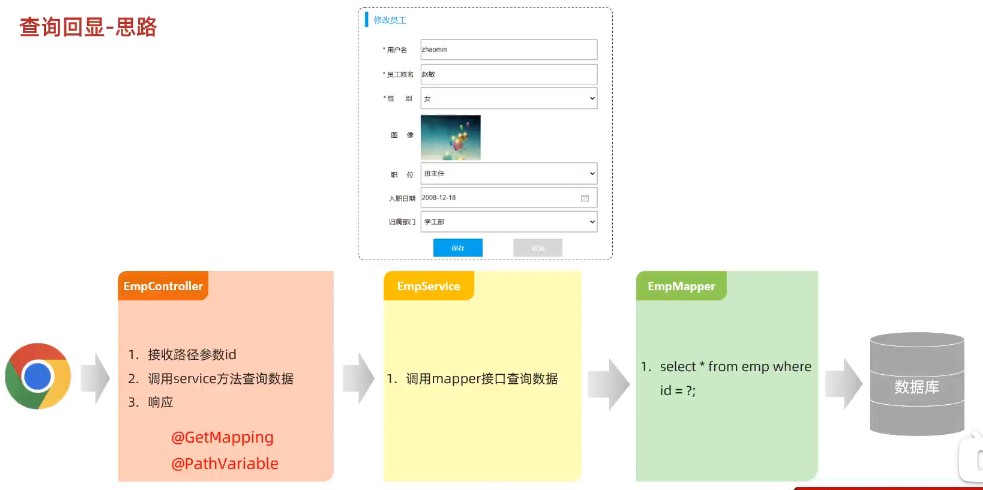 查询回显-思路
修改员工
* 用户名 zhaomin
* 员工姓名 赵敏
* 性 别 女
图 像
职 位 班主任
入职日期 2008-12-18
归属部门 学工部
保存 取消
EmpController
1. 接收路径参数id
2. 调用service方法查询数据
3. 响应
@GetMapping
@PathVariable
EmpService
1. 调用mapper接口查询数据
EmpMapper
1. select * from emp where
id = ?;
数据库